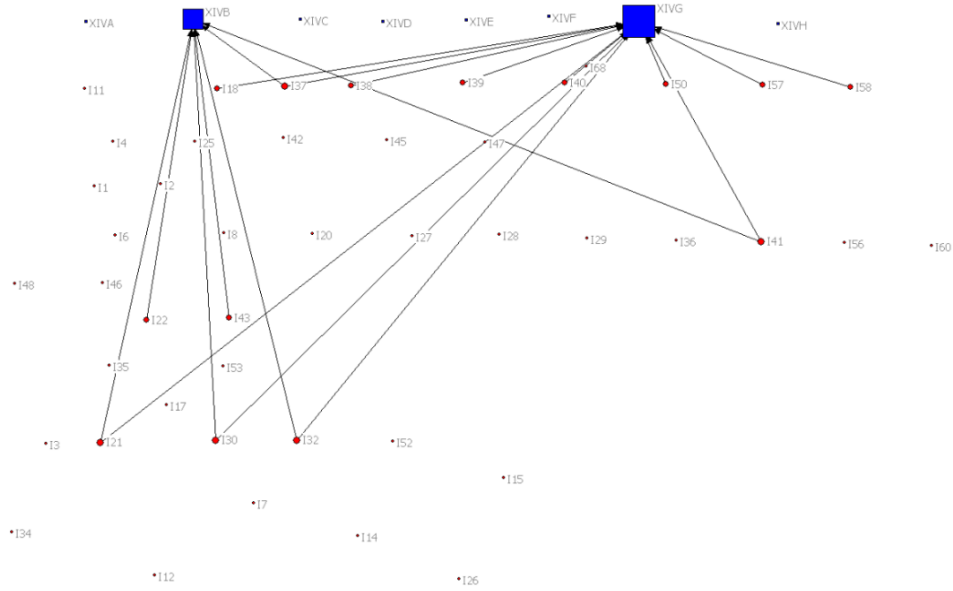 XIVA XIVB XIVC XIVD XIVE XIVF XIVG XIVH
I68
I11 I18 I37 I38 I39 I40 I50 I57 I58
I4 I25 I42 I45 I47
I1 I2
I6 I8 I20 I27 I28 I29 I36 I41 I56 I60
I48 I46
I22 I43
I35 I53
I17
I3 I21 I30 I32 I52
I15
I7
I34 I14
I12 I26